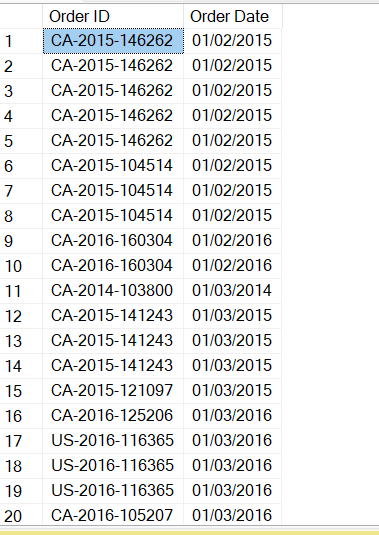 Order ID Order Date
1 CA-2015-146262 01/02/2015
2 CA-2015-146262 01/02/2015
3 CA-2015-146262 01/02/2015
4 CA-2015-146262 01/02/2015
5 CA-2015-146262 01/02/2015
6 CA-2015-104514 01/02/2015
7 CA-2015-104514 01/02/2015
8 CA-2015-104514 01/02/2015
9 CA-2016-160304 01/02/2016
10 CA-2016-160304 01/02/2016
11 CA-2014-103800 01/03/2014
12 CA-2015-141243 01/03/2015
13 CA-2015-141243 01/03/2015
14 CA-2015-141243 01/03/2015
15 CA-2015-121097 01/03/2015
16 CA-2016-125206 01/03/2016
17 US-2016-116365 01/03/2016
18 US-2016-116365 01/03/2016
19 US-2016-116365 01/03/2016
20 CA-2016-105207 01/03/2016